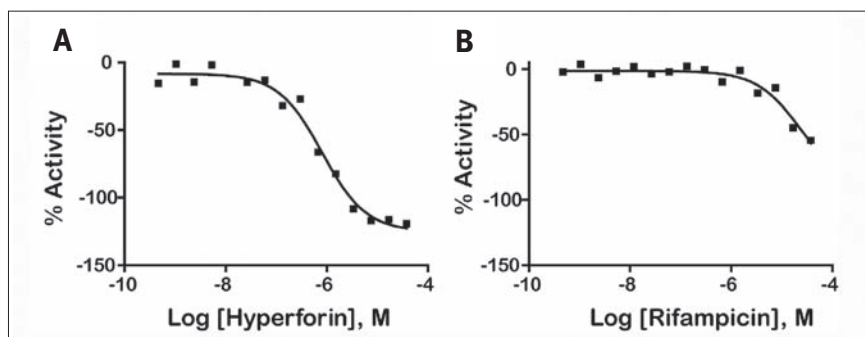 A
B
0
-50
-100
-150
% Activity
-10
-8
-6
-4
Log [Hyperforin], M
0
-50
-100
-150
% Activity
-10
-8
-6
-4
Log [Rifampicin], M